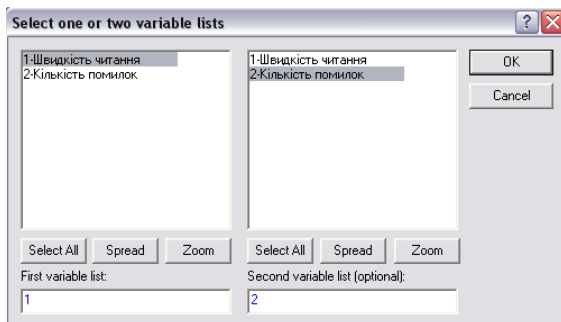 Select one or two variable lists
1-Швидкість читання
2-Кількість помилок
1-Швидкість читання
2-Кількість помилок
OK
Cancel
Select All Spread Zoom Select All Spread Zoom
First variable list: Second variable list (optional):
1 2